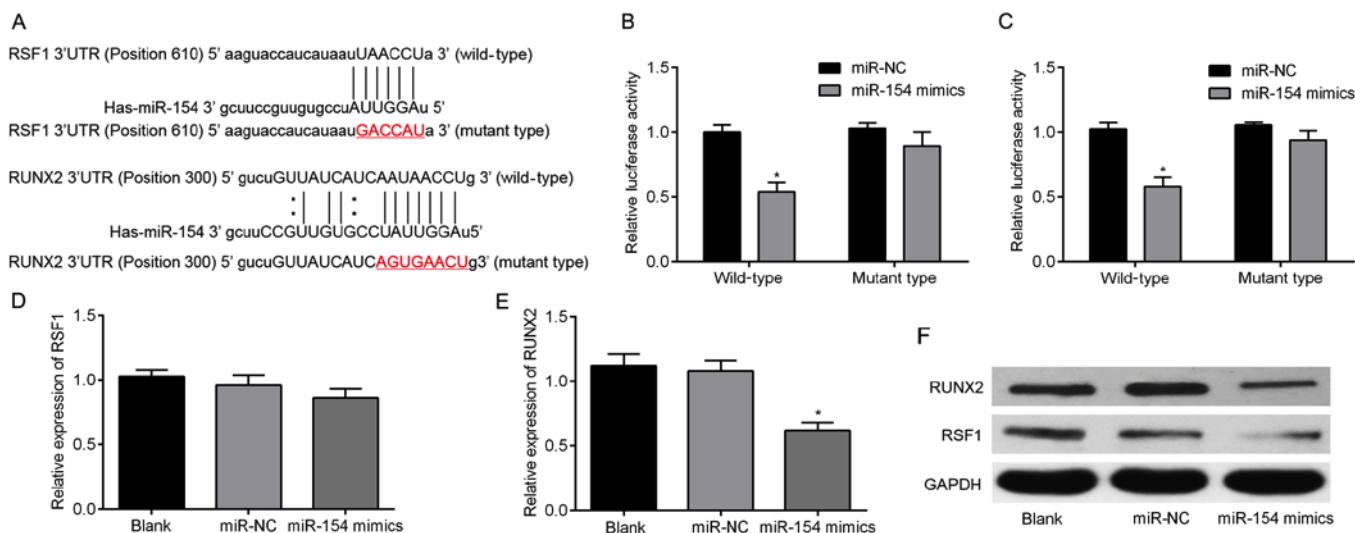 A
RSF1 3'UTR (Position 610) 5' aaguaccaucauaauUAACCUa 3' (wild-type)
Has-miR-154 3' gcuuccguugugccuAUUGGAu 5'
RSF1 3'UTR (Position 610) 5' aaguaccaucauaauGACCAUa 3' (mutant type)
RUNX2 3'UTR (Position 300) 5' gucuGUUAUCAUCAAUAACCUg 3' (wild-type)
Has-miR-154 3' gcuuCCGUUGUGCCUAUUGGAu5'
RUNX2 3'UTR (Position 300) 5' gucuGUUAUCAUCAGUGAACUg3' (mutant type)
B
Relative luciferase activity
1.5
1.0
0.5
0.0
miR-NC
miR-154 mimics
*
Wild-type
Mutant type
C
Relative luciferase activity
1.5
1.0
0.5
0.0
miR-NC
miR-154 mimics
*
Wild-type
Mutant type
D
Relative expression of RSF1
1.5
1.0
0.5
0.0
Blank
miR-NC
miR-154 mimics
E
Relative expression of RUNX2
1.5
1.0
0.5
0.0
*
Blank
miR-NC
miR-154 mimics
F
RUNX2
RSF1
GAPDH
Blank
miR-NC
miR-154 mimics